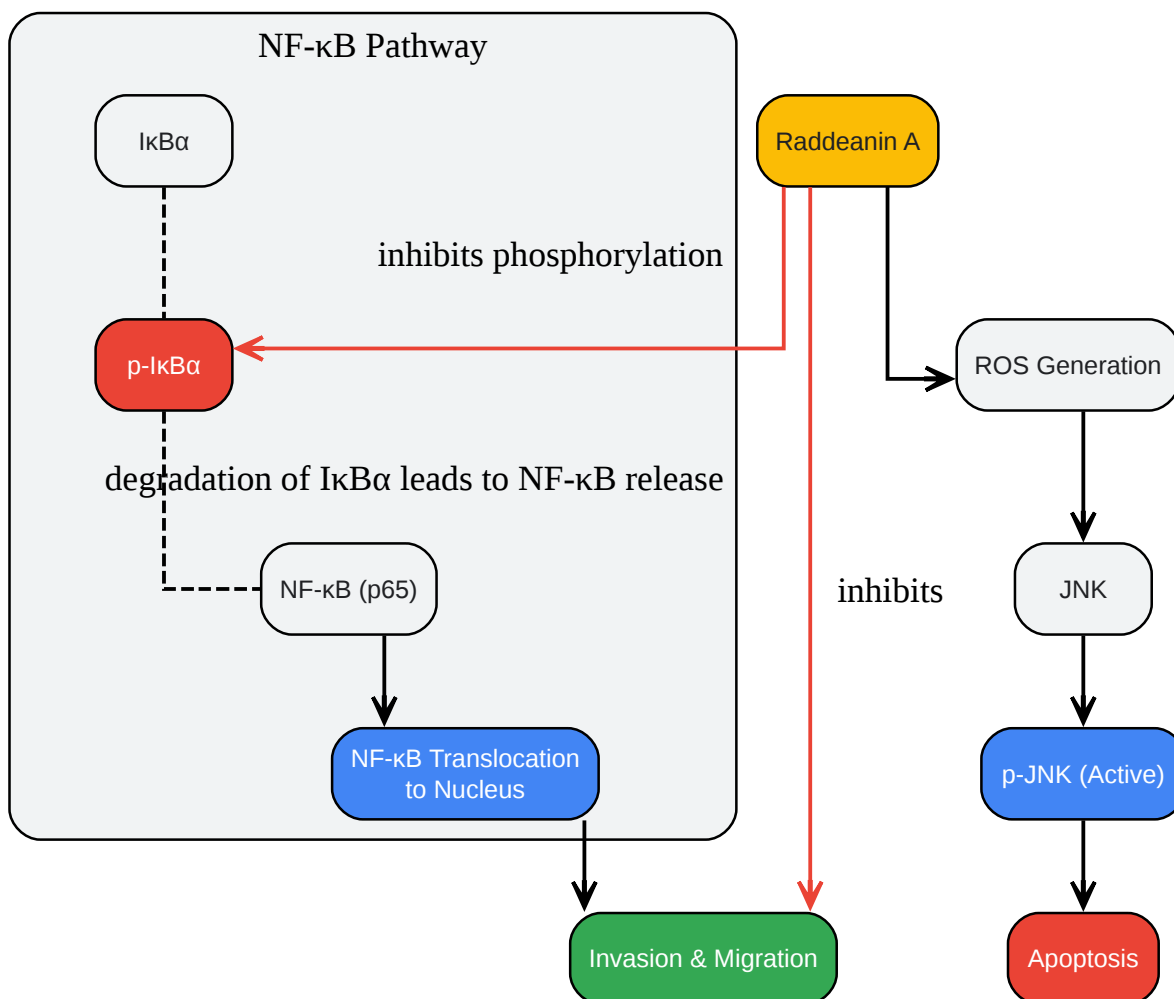 NF-κB Pathway
IκBα
Raddeanin A
inhibits phosphorylation
p-IκBα
ROS Generation
degradation of IκBα leads to NF-κB release
NF-κB (p65)
inhibits
JNK
NF-κB Translocation
to Nucleus
p-JNK (Active)
Invasion & Migration
Apoptosis